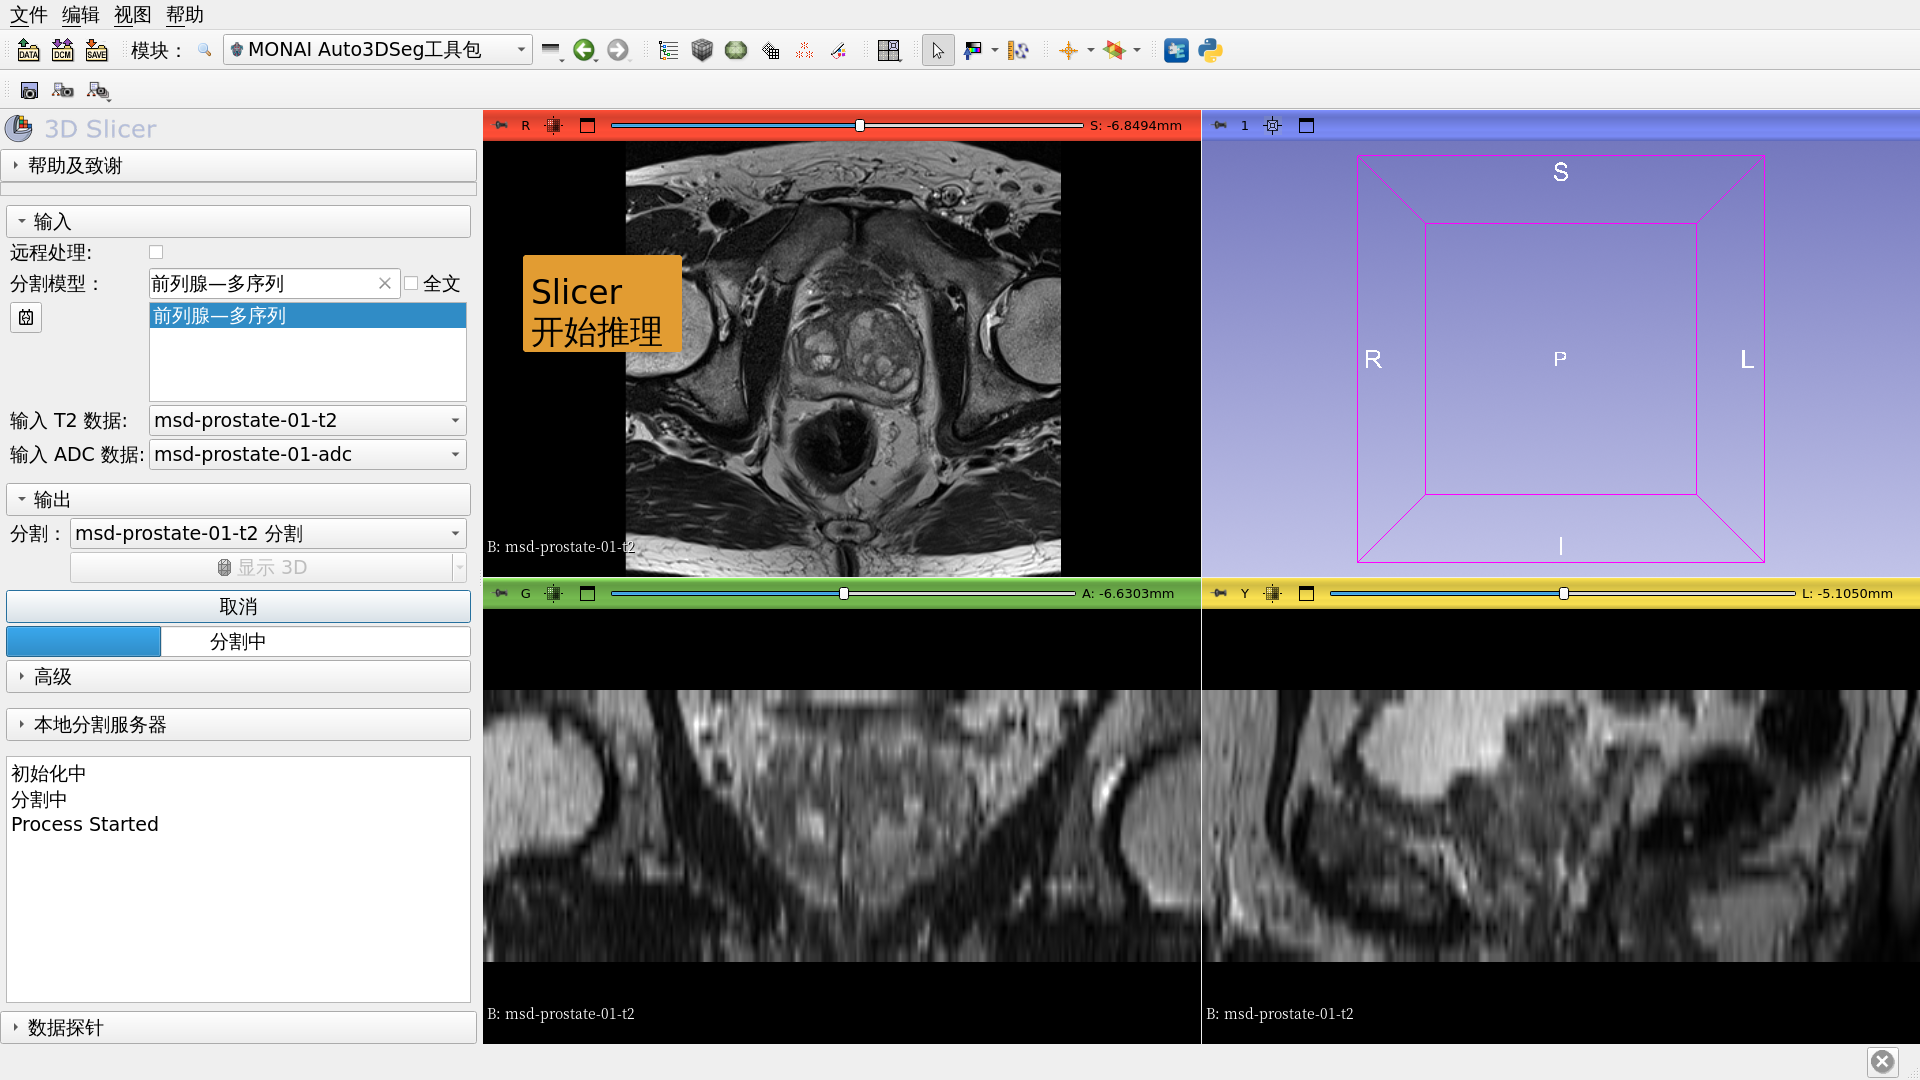 文件 编辑 视图 帮助
DATA DCM SAVE 模块： MONAI Auto3DSeg工具包
3D Slicer
帮助及致谢
输入
远程处理:
分割模型： 前列腺—多序列 全文
前列腺—多序列
输入 T2 数据: msd-prostate-01-t2
输入 ADC 数据: msd-prostate-01-adc
输出
分割： msd-prostate-01-t2 分割
显示 3D
取消
分割中
高级
本地分割服务器
初始化中
分割中
Process Started
数据探针
R S: -6.8494mm
Slicer
开始推理
B: msd-prostate-01-t2
1
S
R P L
I
G A: -6.6303mm
B: msd-prostate-01-t2
Y L: -5.1050mm
B: msd-prostate-01-t2